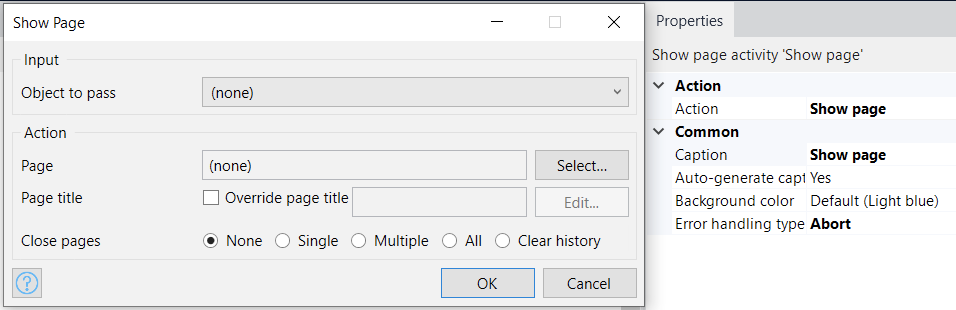 Show Page
Input
Object to pass (none)
Action
Page (none) Select...
Page title Override page title Edit...
Close pages None Single Multiple All Clear history
? OK Cancel
Properties
Show page activity 'Show page'
Action
Action Show page
Common
Caption Show page
Auto-generate capt Yes
Background color Default (Light blue)
Error handling type Abort